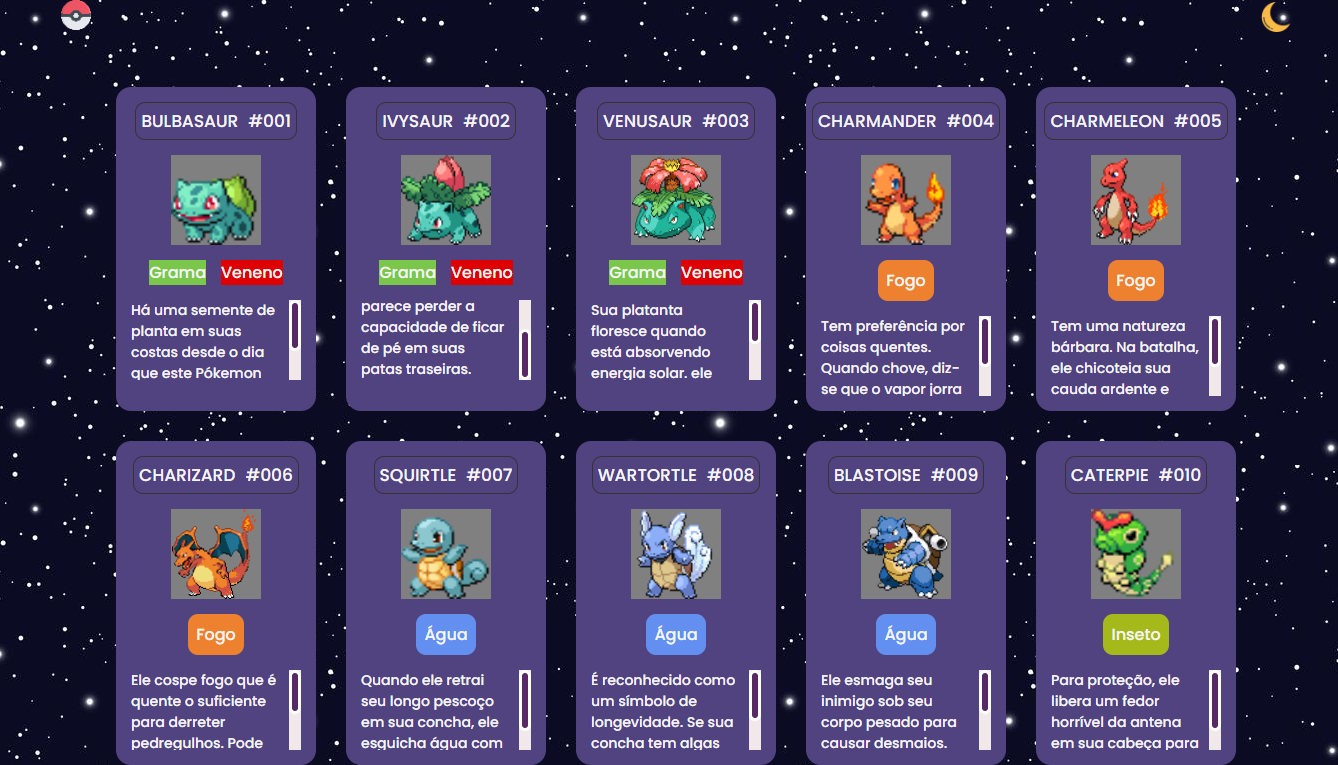 BULBASAUR #001
Grama Veneno
Há uma semente de
planta em suas
costas desde o dia
que este Pókemon
IVYSAUR #002
Grama Veneno
parece perder a
capacidade de ficar
de pé em suas
patas traseiras.
VENUSAUR #003
Grama Veneno
Sua platanta
floresce quando
está absorvendo
energia solar. ele
CHARMANDER #004
Fogo
Tem preferência por
coisas quentes.
Quando chove, diz-
se que o vapor jorra
CHARMELEON #005
Fogo
Tem uma natureza
bárbara. Na batalha,
ele chicoteia sua
cauda ardente e
CHARIZARD #006
Fogo
Ele cospe fogo que é
quente o suficiente
para derreter
pedregulhos. Pode
SQUIRTLE #007
Água
Quando ele retrai
seu longo pescoço
em sua concha, ele
esguicha água com
WARTORTLE #008
Água
É reconhecido como
um símbolo de
longevidade. Se sua
concha tem algas
BLASTOISE #009
Água
Ele esmaga seu
inimigo sob seu
corpo pesado para
causar desmaios.
CATERPIE #010
Inseto
Para proteção, ele
libera um fedor
horrível da antena
em sua cabeça para